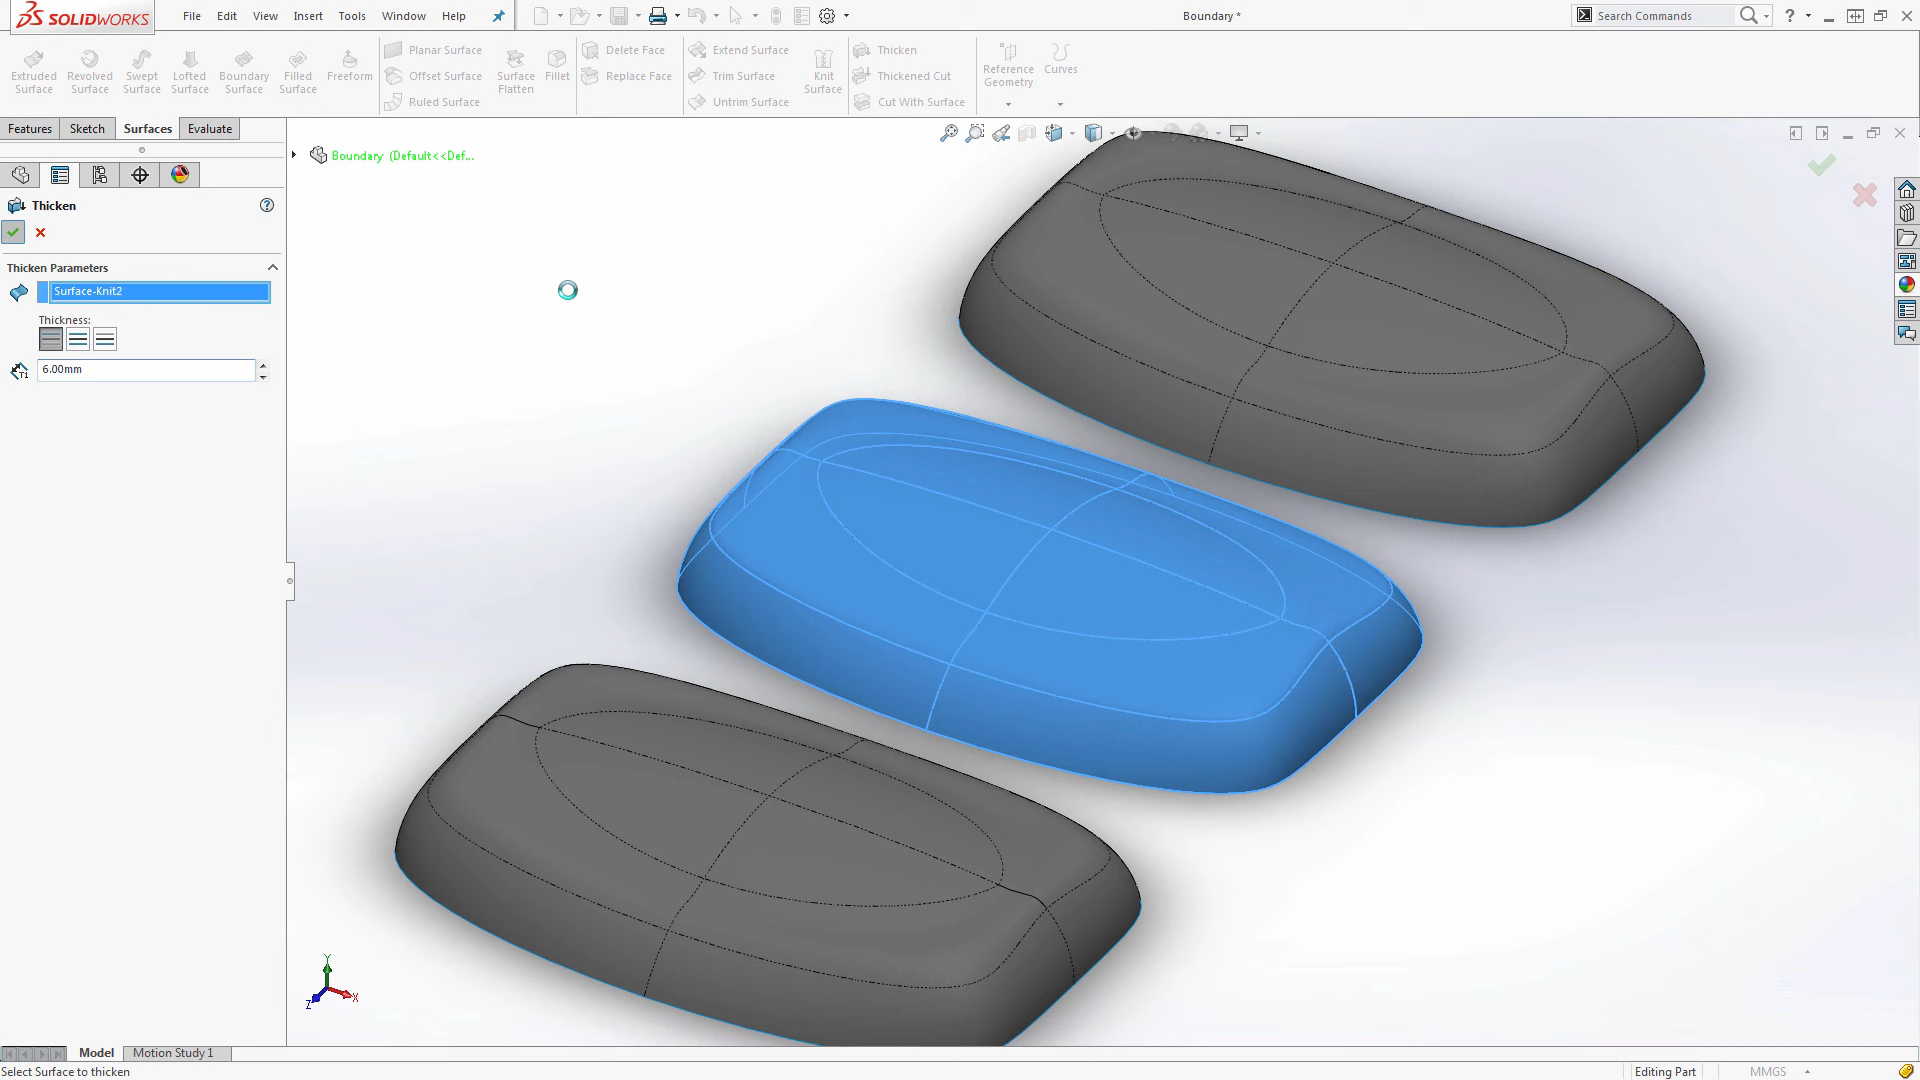 SOLIDWORKS
File Edit View Insert Tools Window Help
Boundary *
Search Commands
Extruded Surface
Revolved Surface
Swept Surface
Lofted Surface
Boundary Surface
Filled Surface
Freeform
Planar Surface
Offset Surface
Ruled Surface
Surface Flatten
Fillet
Delete Face
Replace Face
Extend Surface
Trim Surface
Untrim Surface
Knit Surface
Thicken
Thickened Cut
Cut With Surface
Reference Geometry
Curves
Features Sketch Surfaces Evaluate
Boundary (Default<<Def...
Thicken
Thicken Parameters
Surface-Knit2
Thickness:
T1
6.00mm
Y
X
Z
Model Motion Study 1
Select Surface to thicken
Editing Part
MMGS